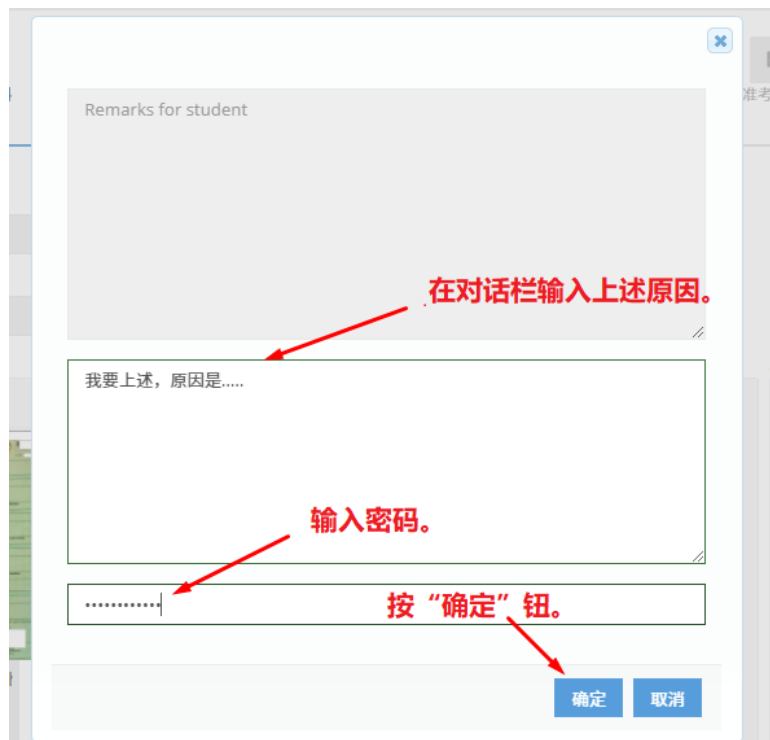 准考
Remarks for student
在对话栏输入上述原因。
我要上述，原因是.....
输入密码。
············
按“确定”钮。
确定
取消